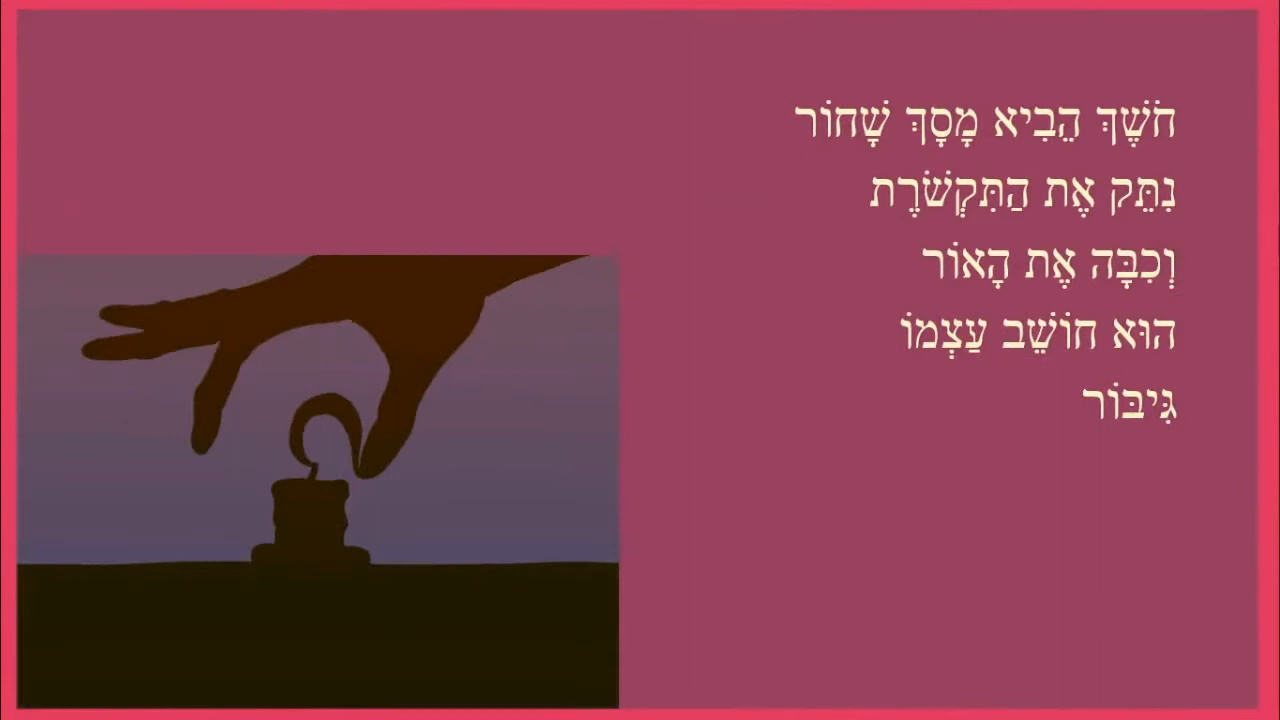 חֹשֶׁךְ הֵבִיא מָסָךְ שָׁחוֹר
נִתֵּק אֶת הַתִּקְשֹׁרֶת
וְכִבָּה אֶת הָאוֹר
הוּא חוֹשֵׁב עַצְמוֹ
גִּיבּוֹר